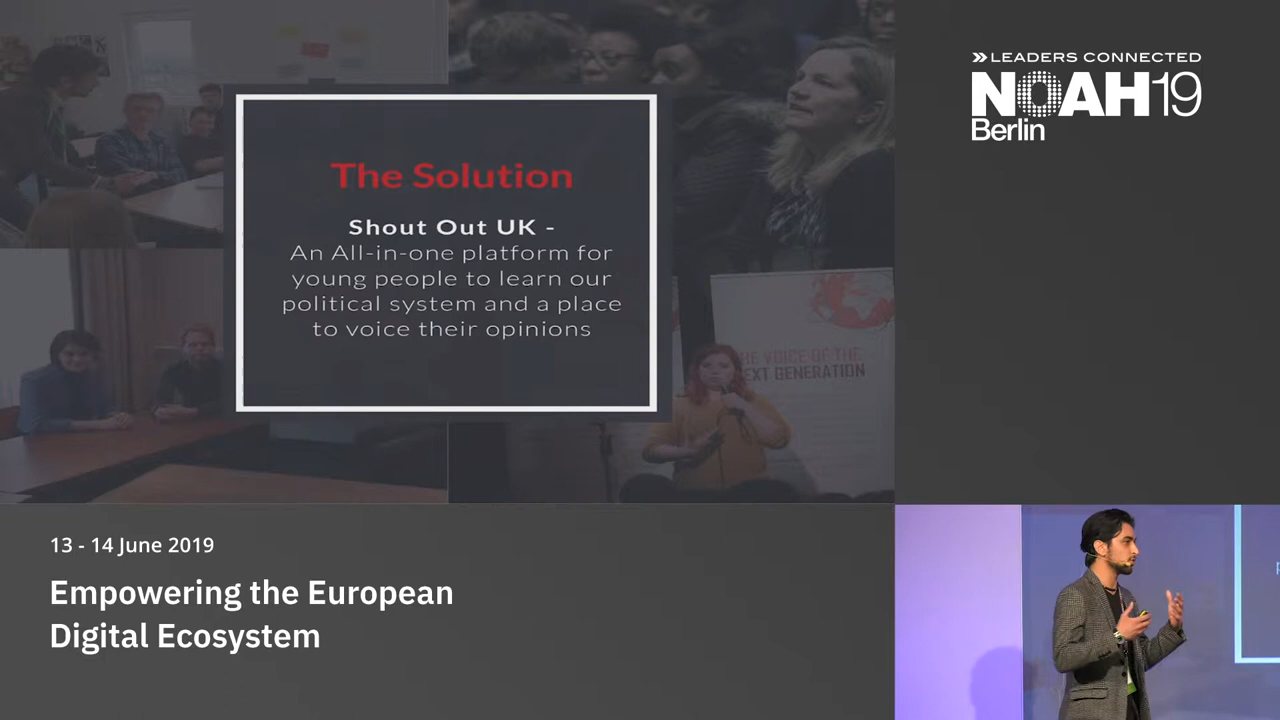 The Solution
Shout Out UK -
An All-in-one platform for
young people to learn our
political system and a place
to voice their opinions
THE VOICE OF THE
NEXT GENERATION
LEADERS CONNECTED
NOAH19
Berlin
13 - 14 June 2019
Empowering the European
Digital Ecosystem